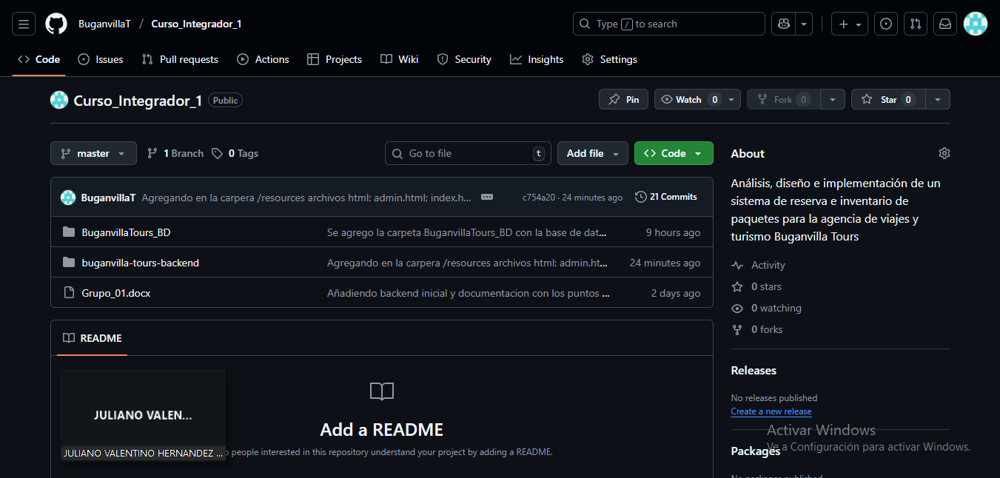 BuganvillaT / Curso_Integrador_1
Type / to search
Code Issues Pull requests Actions Projects Wiki Security Insights Settings
Curso_Integrador_1 Public
Pin Watch 0 Fork 0 Star 0
master 1 Branch 0 Tags Go to file t Add file Code
BuganvillaT Agregando en la carpera /resources archivos html: admin.html; index.h... c754a20 · 24 minutes ago 21 Commits
BuganvillaTours_BD Se agrego la carpeta BuganvillaTours_BD con la base de dat... 9 hours ago
buganvilla-tours-backend Agregando en la carpera /resources archivos html: admin.ht... 24 minutes ago
Grupo_01.docx Añadiendo backend inicial y documentacion con los puntos ... 2 days ago
README
JULIANO VALEN...
JULIANO VALENTINO HERNANDEZ ...
Add a README
people interested in this repository understand your project by adding a README.
About
Análisis, diseño e implementación de un
sistema de reserva e inventario de
paquetes para la agencia de viajes y
turismo Buganvilla Tours
Activity
0 stars
0 watching
0 forks
Releases
No releases published
Create a new release
Activar Windows
Ve a Configuración para activar Windows.
Packages
No packages published